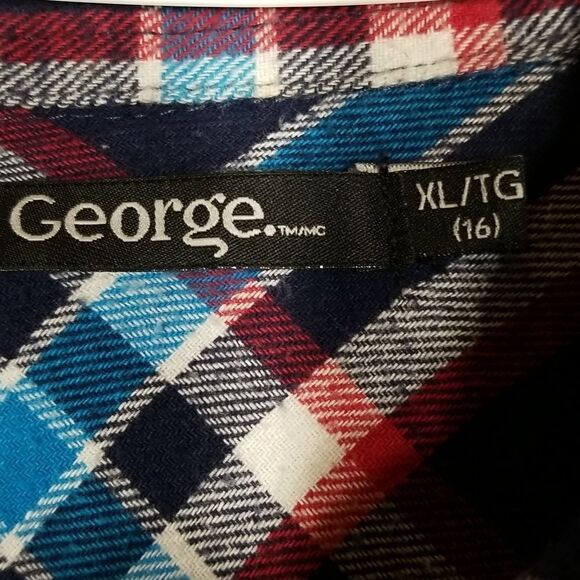 George. TM/MC
XL/TG
(16)